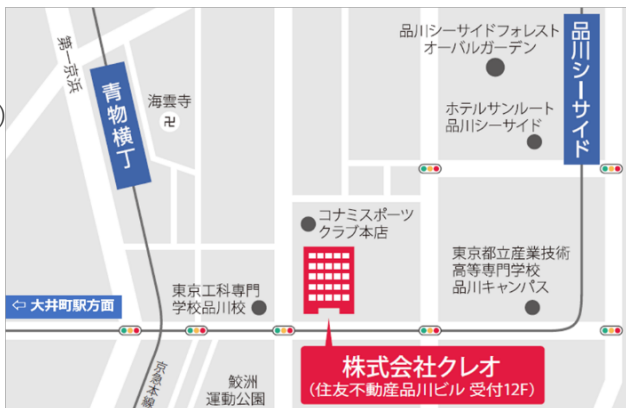 第一京浜
青物横丁
海雲寺
卍
品川シーサイドフォレスト
オーバルガーデン
ホテルサンルート
品川シーサイド
品川シーサイド
コナミスポーツ
クラブ本店
東京都立産業技術
高等専門学校
品川キャンパス
東京工科専門
学校品川校
⇦ 大井町駅方面
株式会社クレオ
(住友不動産品川ビル 受付12F)
京急本線
鮫洲
運動公園
)